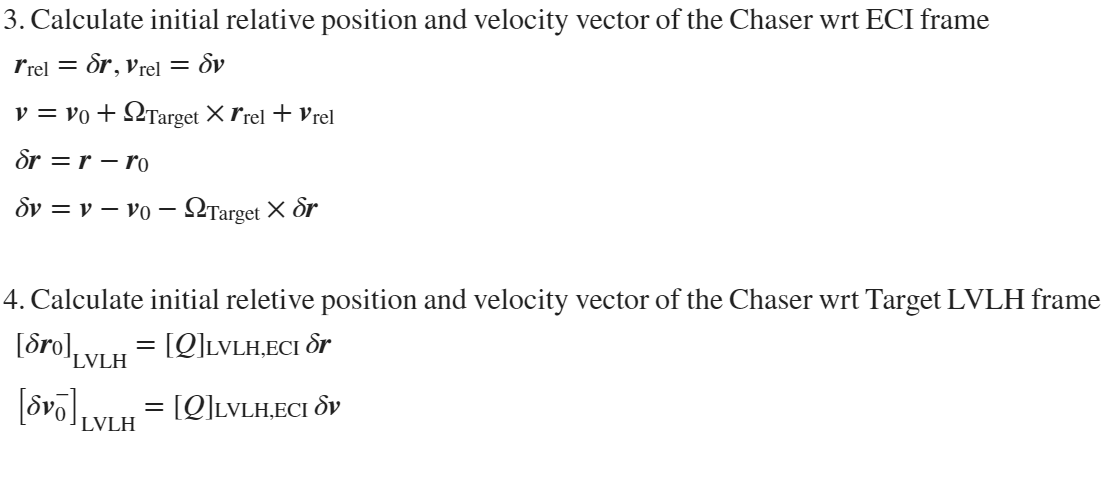 3. Calculate initial relative position and velocity vector of the Chaser wrt ECI frame
r_rel = δr, v_rel = δv
v = v_0 + Ω_Target × r_rel + v_rel
δr = r − r_0
δv = v − v_0 − Ω_Target × δr
4. Calculate initial reletive position and velocity vector of the Chaser wrt Target LVLH frame
[δr_0]_LVLH = [Q]_LVLH,ECI δr
[δv_0^−]_LVLH = [Q]_LVLH,ECI δv